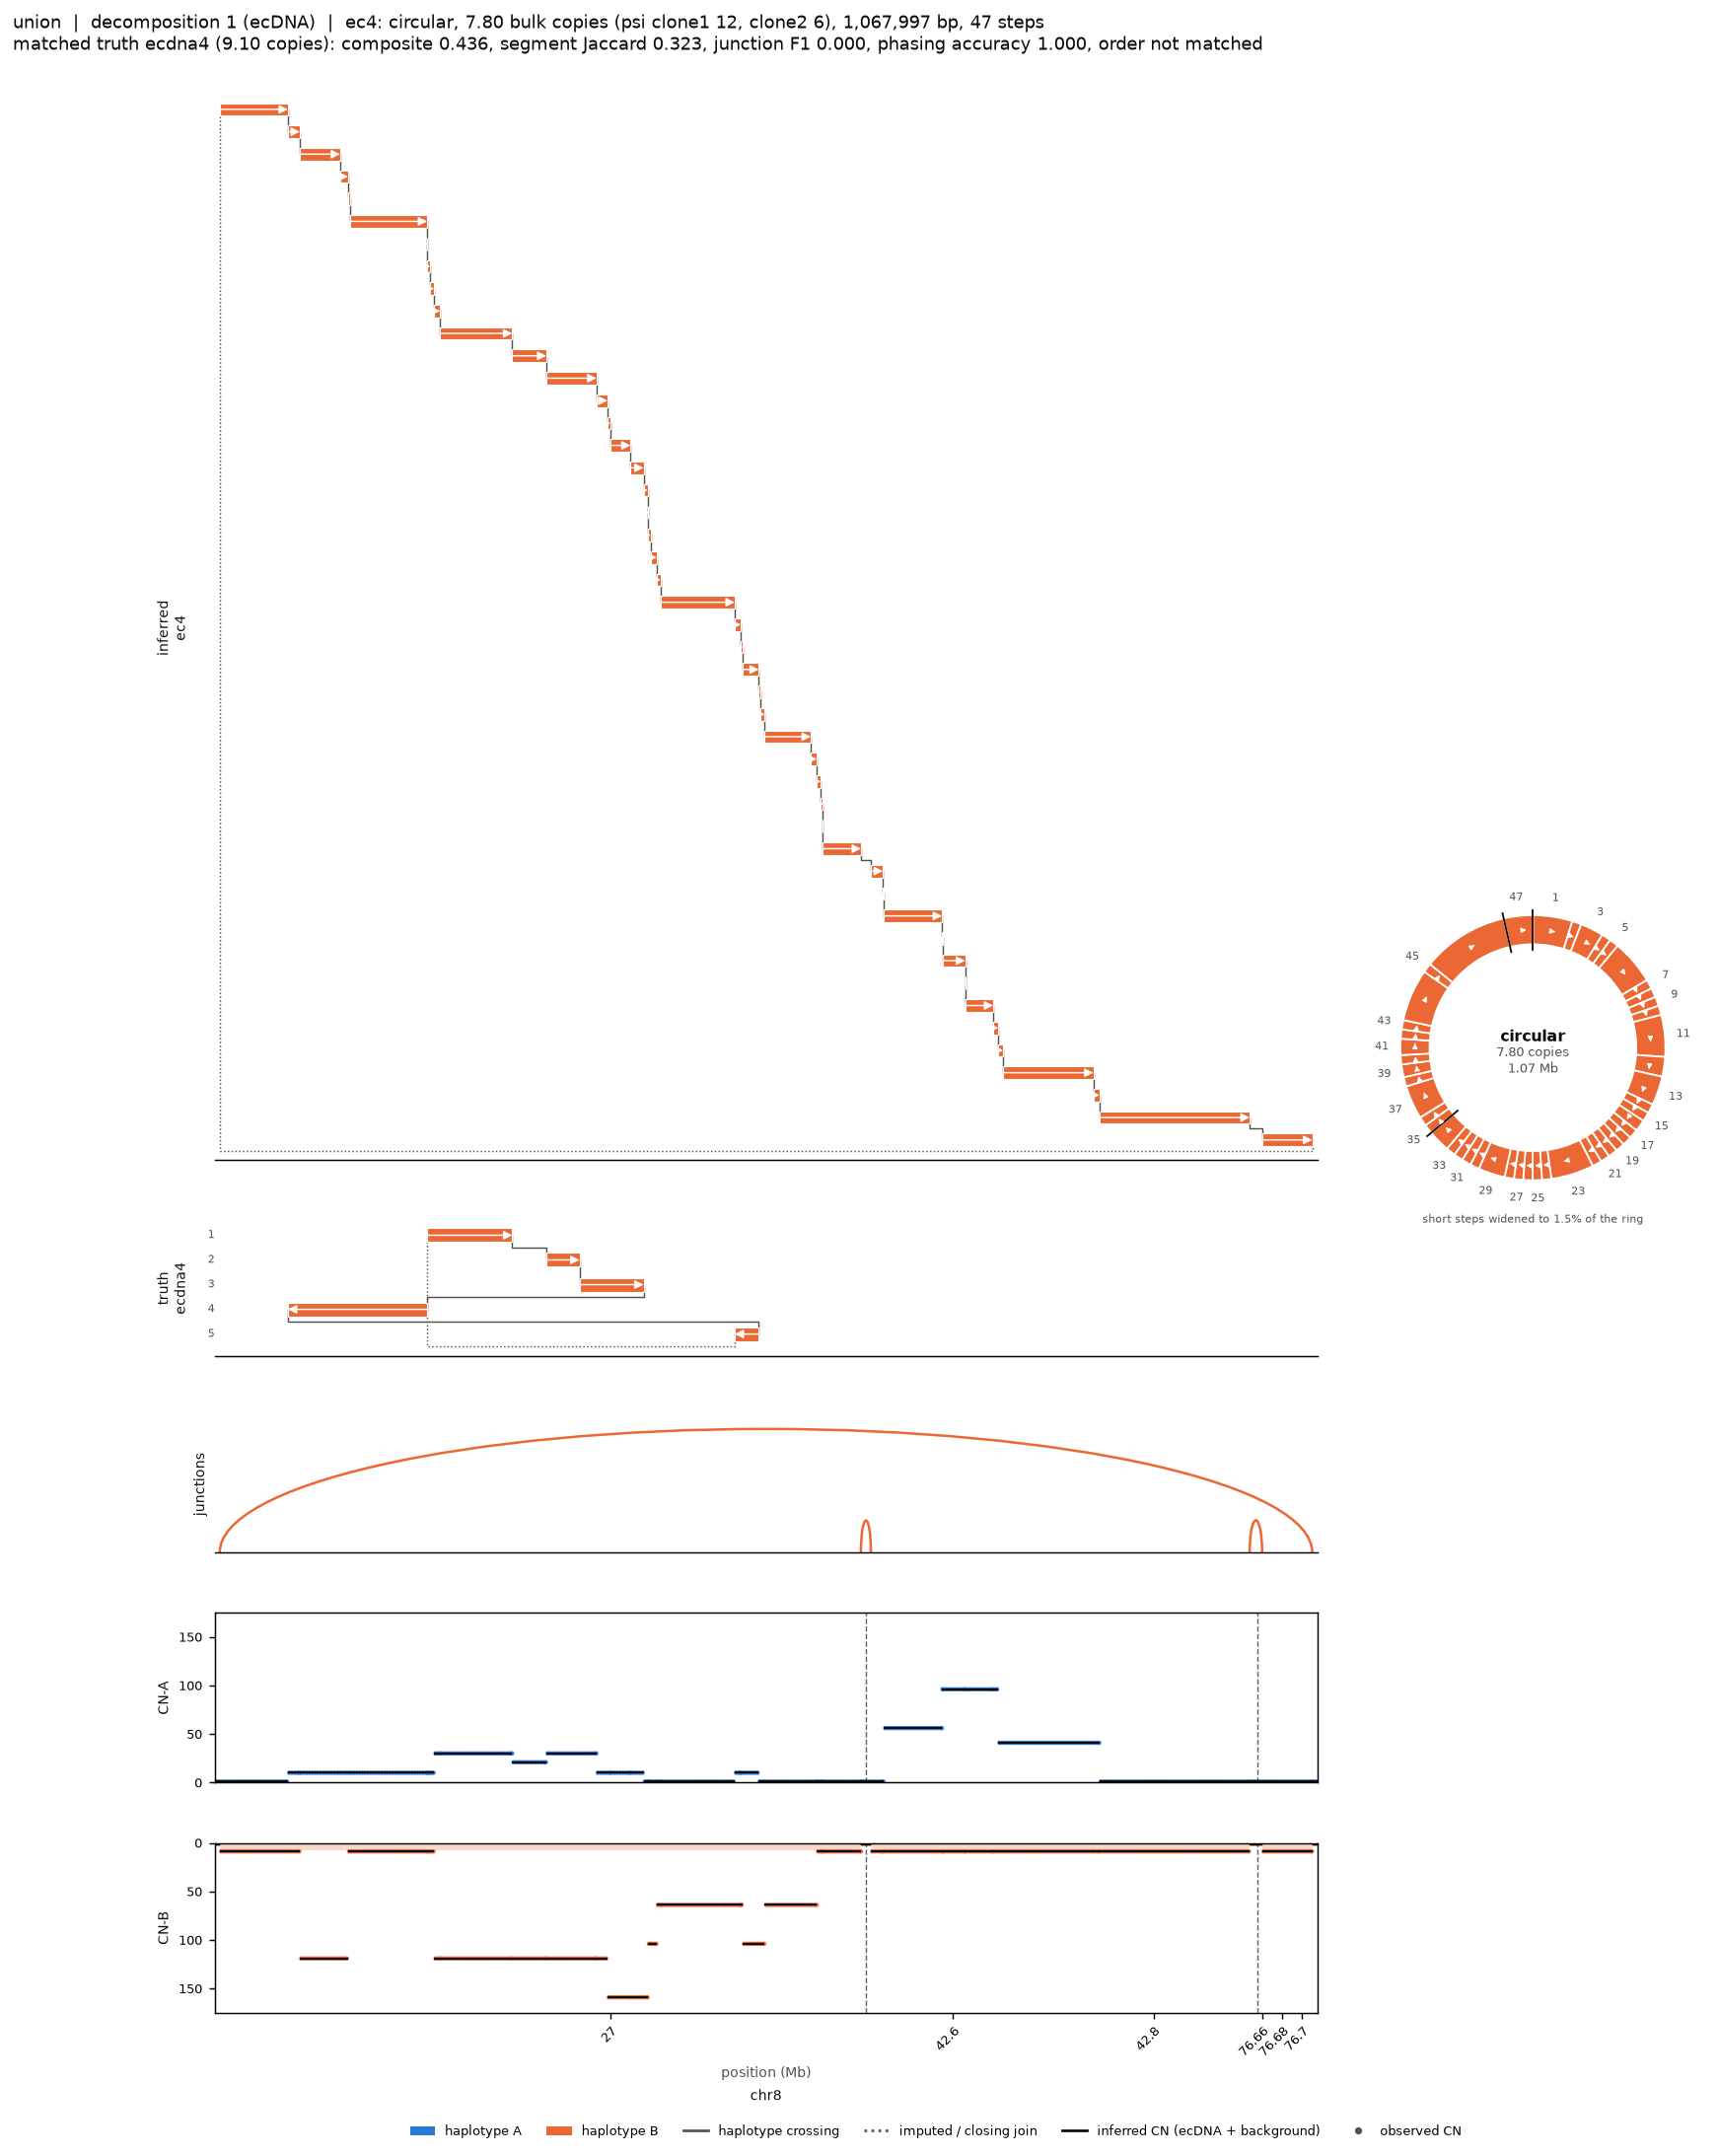 union  |  decomposition 1 (ecDNA)  |  ec4: circular, 7.80 bulk copies (psi clone1 12, clone2 6), 1,067,997 bp, 47 steps
matched truth ecdna4 (9.10 copies): composite 0.436, segment Jaccard 0.323, junction F1 0.000, phasing accuracy 1.000, order not matched
inferred
ec4
47
1
3
5
7
9
11
13
15
17
19
21
23
25
27
29
31
33
35
37
39
41
43
45
circular
7.80 copies
1.07 Mb
short steps widened to 1.5% of the ring
truth
ecdna4
1
2
3
4
5
junctions
CN-A
150
100
50
0
CN-B
0
50
100
150
27
42.6
42.8
76.66
76.68
76.7
position (Mb)
chr8
haplotype A
haplotype B
haplotype crossing
imputed / closing join
inferred CN (ecDNA + background)
observed CN